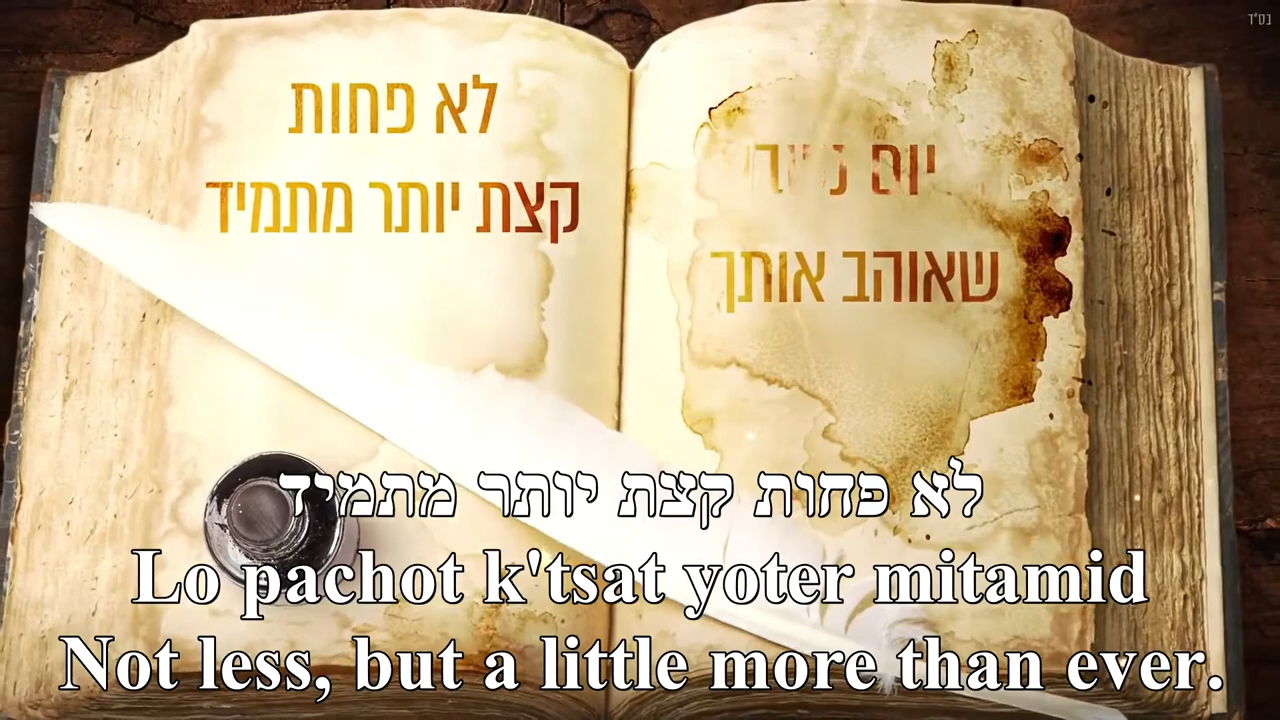 בס"ד
יום
שאוהב אותך
לא פחות
קצת יותר מתמיד
לא פחות קצת יותר מתמיד
Lo pachot k'tsat yoter mitamid
Not less, but a little more than ever.